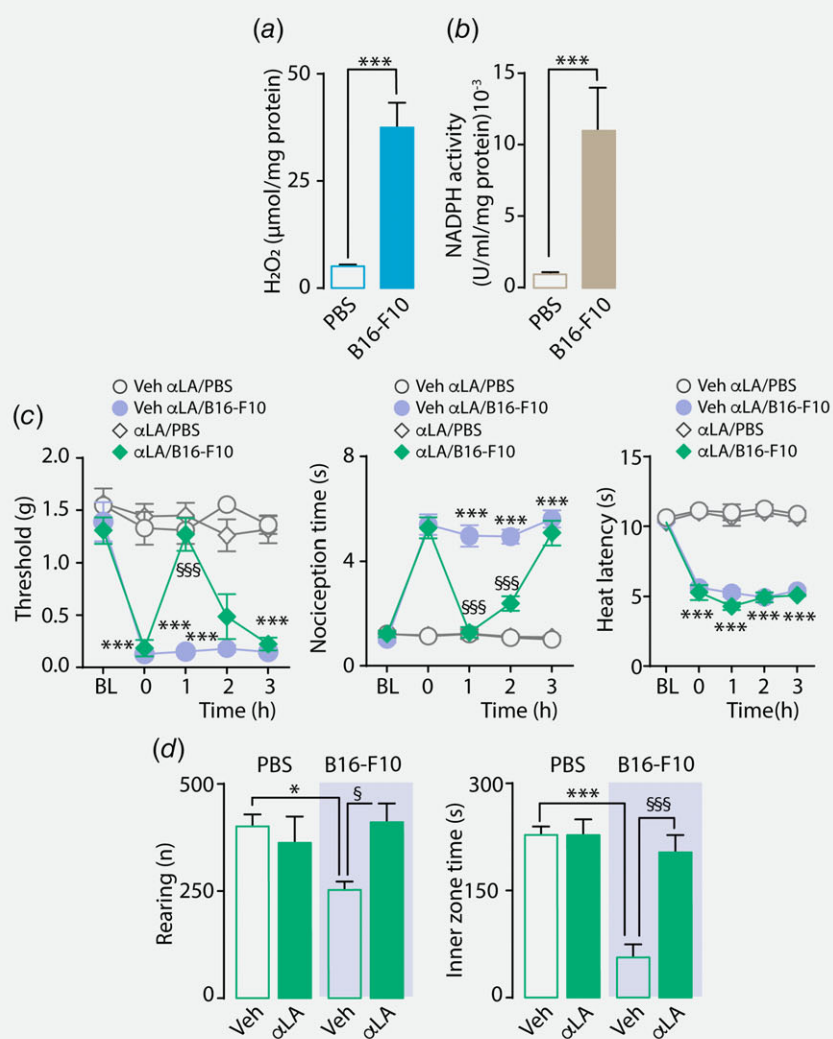 (a)
***
50
25
0
H₂O₂ (μmol/mg protein)
PBS
B16-F10
(b)
***
15
10
5
0
NADPH activity
(U/ml/mg protein)10⁻³
PBS
B16-F10
(c)
Veh αLA/PBS
Veh αLA/B16-F10
αLA/PBS
αLA/B16-F10
2.0
1.5
1.0
0.5
0.0
Threshold (g)
§§§
***
***
***
***
BL 0 1 2 3
Time (h)
Veh αLA/PBS
Veh αLA/B16-F10
αLA/PBS
αLA/B16-F10
8
6
4
2
0
Nociception time (s)
***
***
***
§§§
§§§
BL 0 1 2 3
Time (h)
Veh αLA/PBS
Veh αLA/B16-F10
αLA/PBS
αLA/B16-F10
15
10
5
0
Heat latency (s)
***
***
***
***
BL 0 1 2 3
Time(h)
(d)
PBS B16-F10
500
250
0
Rearing (n)
*
§
Veh αLA Veh αLA
PBS B16-F10
300
150
0
Inner zone time (s)
***
§§§
Veh αLA Veh αLA